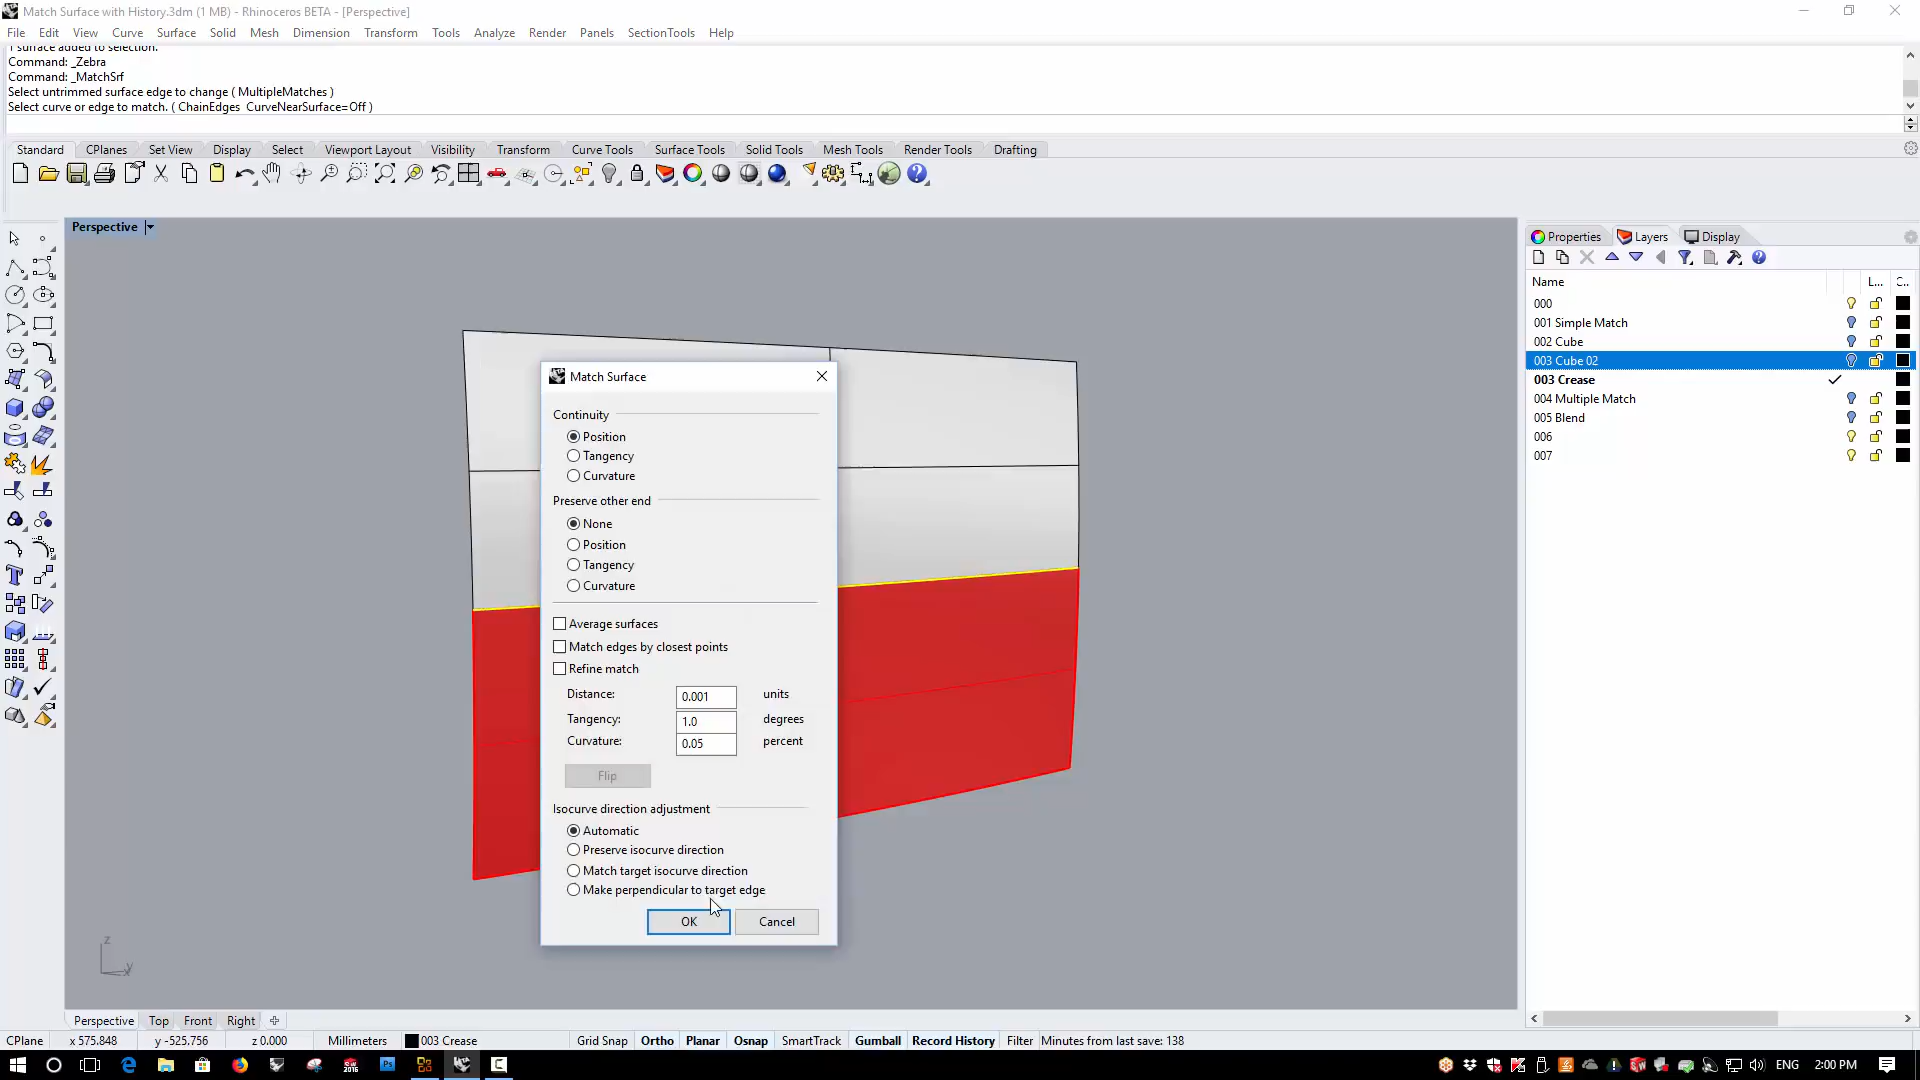 Match Surface with History.3dm (1 MB) - Rhinoceros BETA - [Perspective]
File Edit View Curve Surface Solid Mesh Dimension Transform Tools Analyze Render Panels SectionTools Help
1 surface added to selection.
Command: _Zebra
Command: _MatchSrf
Select untrimmed surface edge to change ( MultipleMatches )
Select curve or edge to match. ( ChainEdges CurveNearSurface=Off )
Standard CPlanes Set View Display Select Viewport Layout Visibility Transform Curve Tools Surface Tools Solid Tools Mesh Tools Render Tools Drafting
Perspective
Properties Layers Display
Name L... C..
000
001 Simple Match
002 Cube
003 Cube 02
003 Crease
004 Multiple Match
005 Blend
006
007
Match Surface
Continuity
Position
Tangency
Curvature
Preserve other end
None
Position
Tangency
Curvature
Average surfaces
Match edges by closest points
Refine match
Distance: 0.001 units
Tangency: 1.0 degrees
Curvature: 0.05 percent
Flip
Isocurve direction adjustment
Automatic
Preserve isocurve direction
Match target isocurve direction
Make perpendicular to target edge
OK Cancel
z
y
Perspective Top Front Right
CPlane x 575.848 y -525.756 z 0.000 Millimeters 003 Crease Grid Snap Ortho Planar Osnap SmartTrack Gumball Record History Filter Minutes from last save: 138
ENG 2:00 PM